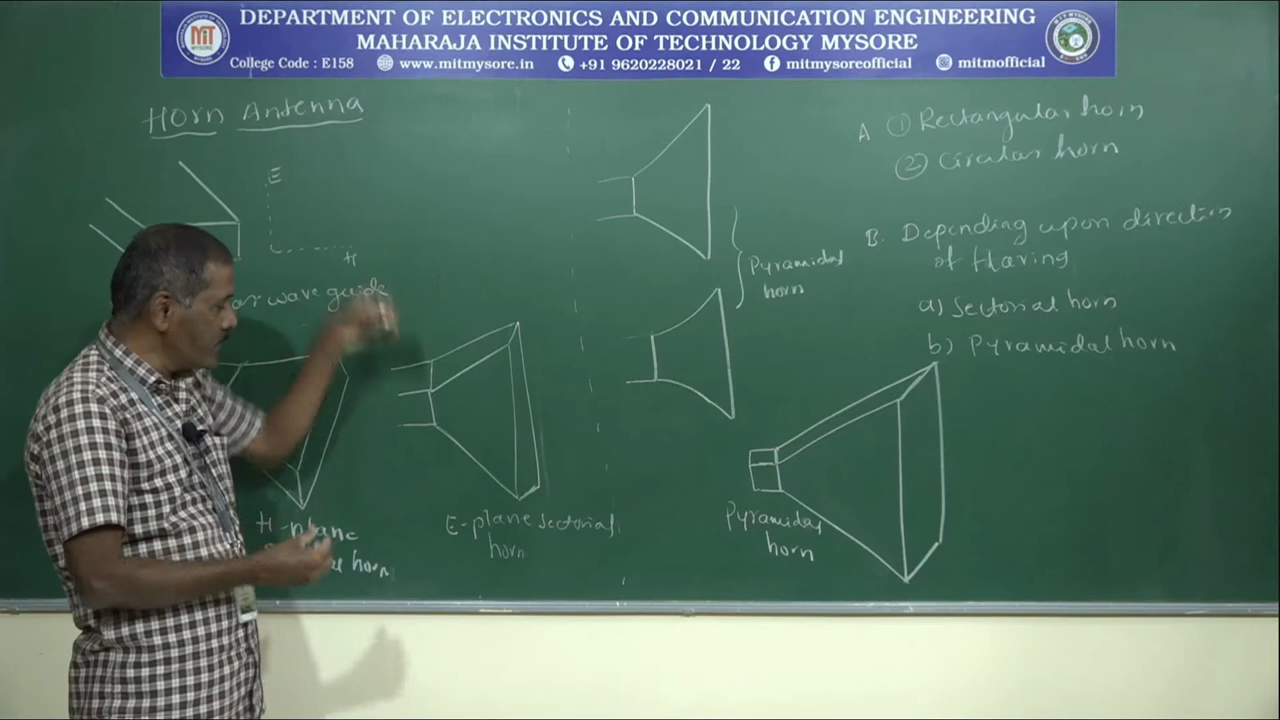 DEPARTMENT OF ELECTRONICS AND COMMUNICATION ENGINEERING
MAHARAJA INSTITUTE OF TECHNOLOGY MYSORE
College Code : E158 www.mitmysore.in +91 9620228021 / 22 mitmysoreofficial mitmofficial
MIT
MYSORE
Horn Antenna
E
H
wave guide
H-plane
horn
E-plane sectorial
horn
Pyramidal
horn
Pyramidal
horn
A ① Rectangular horn
② Circular horn
B. Depending upon direction
of flaring
a) Sectorial horn
b) Pyramidal horn